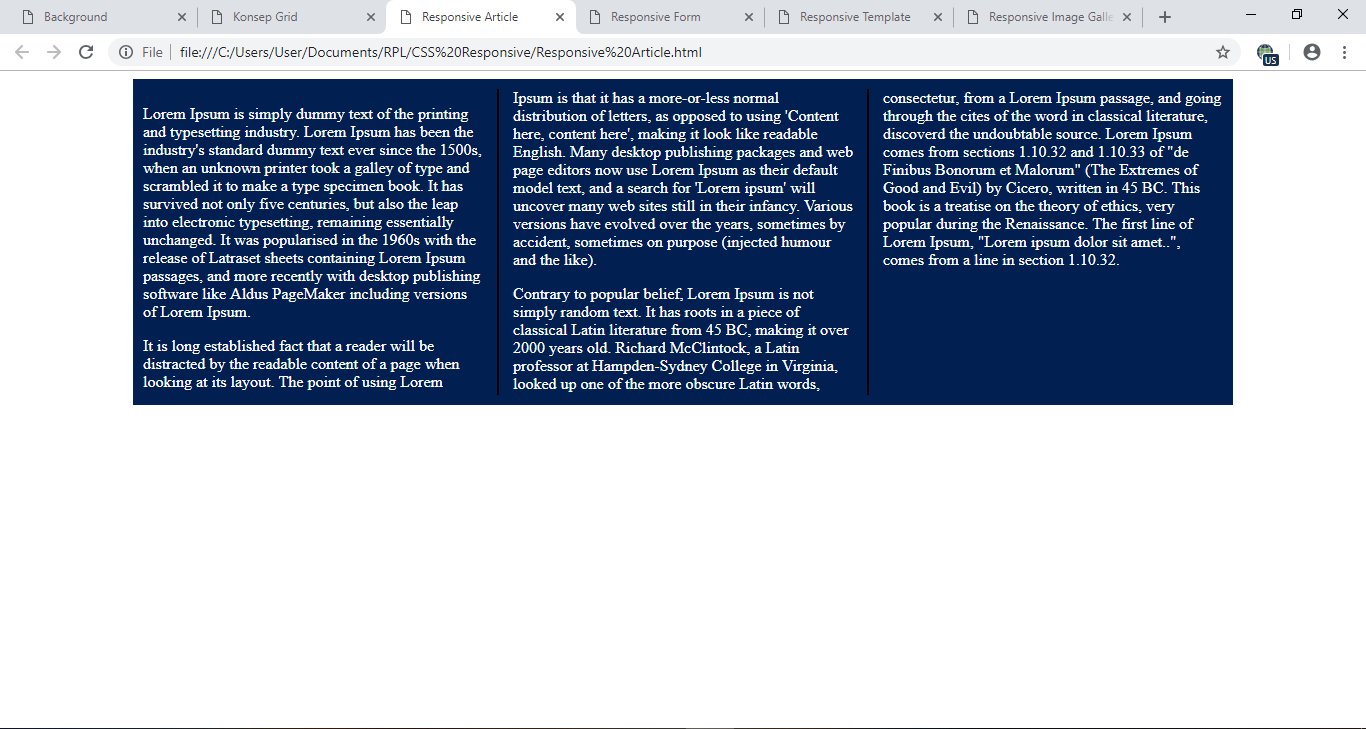 Background
Konsep Grid
Responsive Article
Responsive Form
Responsive Template
Responsive Image Galle
File
file:///C:/Users/User/Documents/RPL/CSS%20Responsive/Responsive%20Article.html
US
Lorem Ipsum is simply dummy text of the printing
and typesetting industry. Lorem Ipsum has been the
industry's standard dummy text ever since the 1500s,
when an unknown printer took a galley of type and
scrambled it to make a type specimen book. It has
survived not only five centuries, but also the leap
into electronic typesetting, remaining essentially
unchanged. It was popularised in the 1960s with the
release of Latraset sheets containing Lorem Ipsum
passages, and more recently with desktop publishing
software like Aldus PageMaker including versions
of Lorem Ipsum.
It is long established fact that a reader will be
distracted by the readable content of a page when
looking at its layout. The point of using Lorem
Ipsum is that it has a more-or-less normal
distribution of letters, as opposed to using 'Content
here, content here', making it look like readable
English. Many desktop publishing packages and web
page editors now use Lorem Ipsum as their default
model text, and a search for 'Lorem ipsum' will
uncover many web sites still in their infancy. Various
versions have evolved over the years, sometimes by
accident, sometimes on purpose (injected humour
and the like).
Contrary to popular belief, Lorem Ipsum is not
simply random text. It has roots in a piece of
classical Latin literature from 45 BC, making it over
2000 years old. Richard McClintock, a Latin
professor at Hampden-Sydney College in Virginia,
looked up one of the more obscure Latin words,
consectetur, from a Lorem Ipsum passage, and going
through the cites of the word in classical literature,
discoverd the undoubtable source. Lorem Ipsum
comes from sections 1.10.32 and 1.10.33 of "de
Finibus Bonorum et Malorum" (The Extremes of
Good and Evil) by Cicero, written in 45 BC. This
book is a treatise on the theory of ethics, very
popular during the Renaissance. The first line of
Lorem Ipsum, "Lorem ipsum dolor sit amet..",
comes from a line in section 1.10.32.